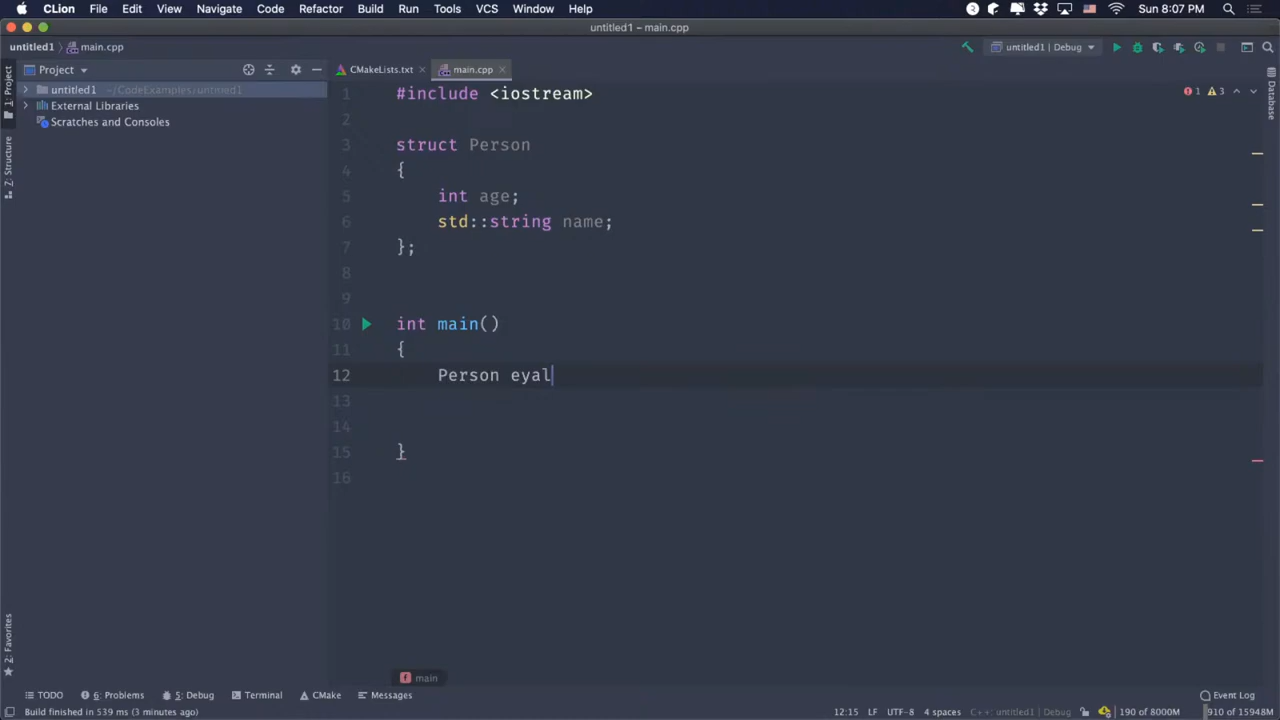 CLion File Edit View Navigate Code Refactor Build Run Tools VCS Window Help Sun 8:07 PM
untitled1 – main.cpp
untitled1 main.cpp untitled1 | Debug
1: Project
Project
CMakeLists.txt
main.cpp
untitled1 ~/CodeExamples/untitled1
External Libraries
Scratches and Consoles
Z: Structure
2: Favorites
Database
1 3
1 #include <iostream>
2
3 struct Person
4 {
5 int age;
6 std::string name;
7 };
8
9
10 int main()
11 {
12 Person eyal
13
14
15 }
16
main
TODO 6: Problems 5: Debug Terminal CMake Messages Event Log
Build finished in 539 ms (3 minutes ago) 12:15 LF UTF-8 4 spaces C++: untitled1 | Debug 190 of 8000M 910 of 15948M